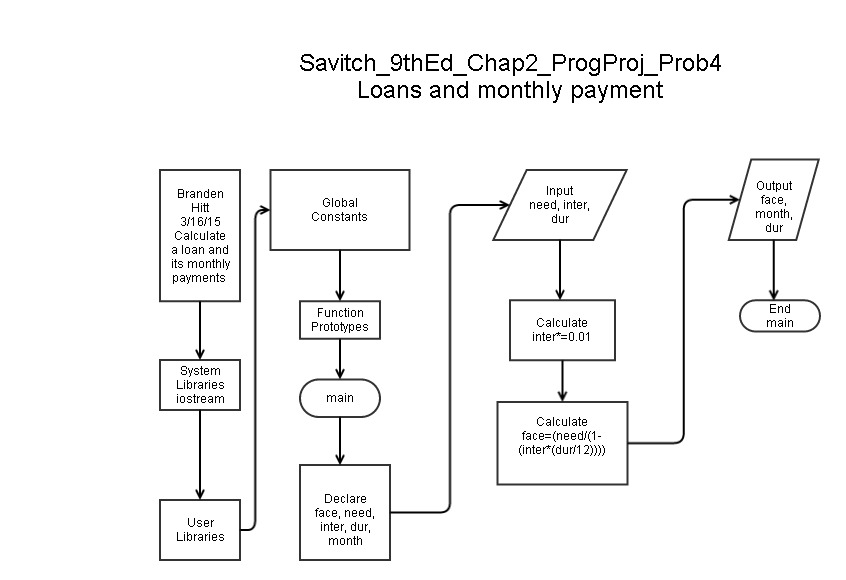 Savitch_9thEd_Chap2_ProgProj_Prob4
Loans and monthly payment
Branden
Hitt
3/16/15
Calculate
a loan and
its monthly
payments
System
Libraries
iostream
User
Libraries
Global
Constants
Function
Prototypes
main
Declare
face, need,
inter, dur,
month
Input
need, inter,
dur
Calculate
inter*=0.01
Calculate
face=(need/(1-
(inter*(dur/12))))
Output
face,
month,
dur
End
main